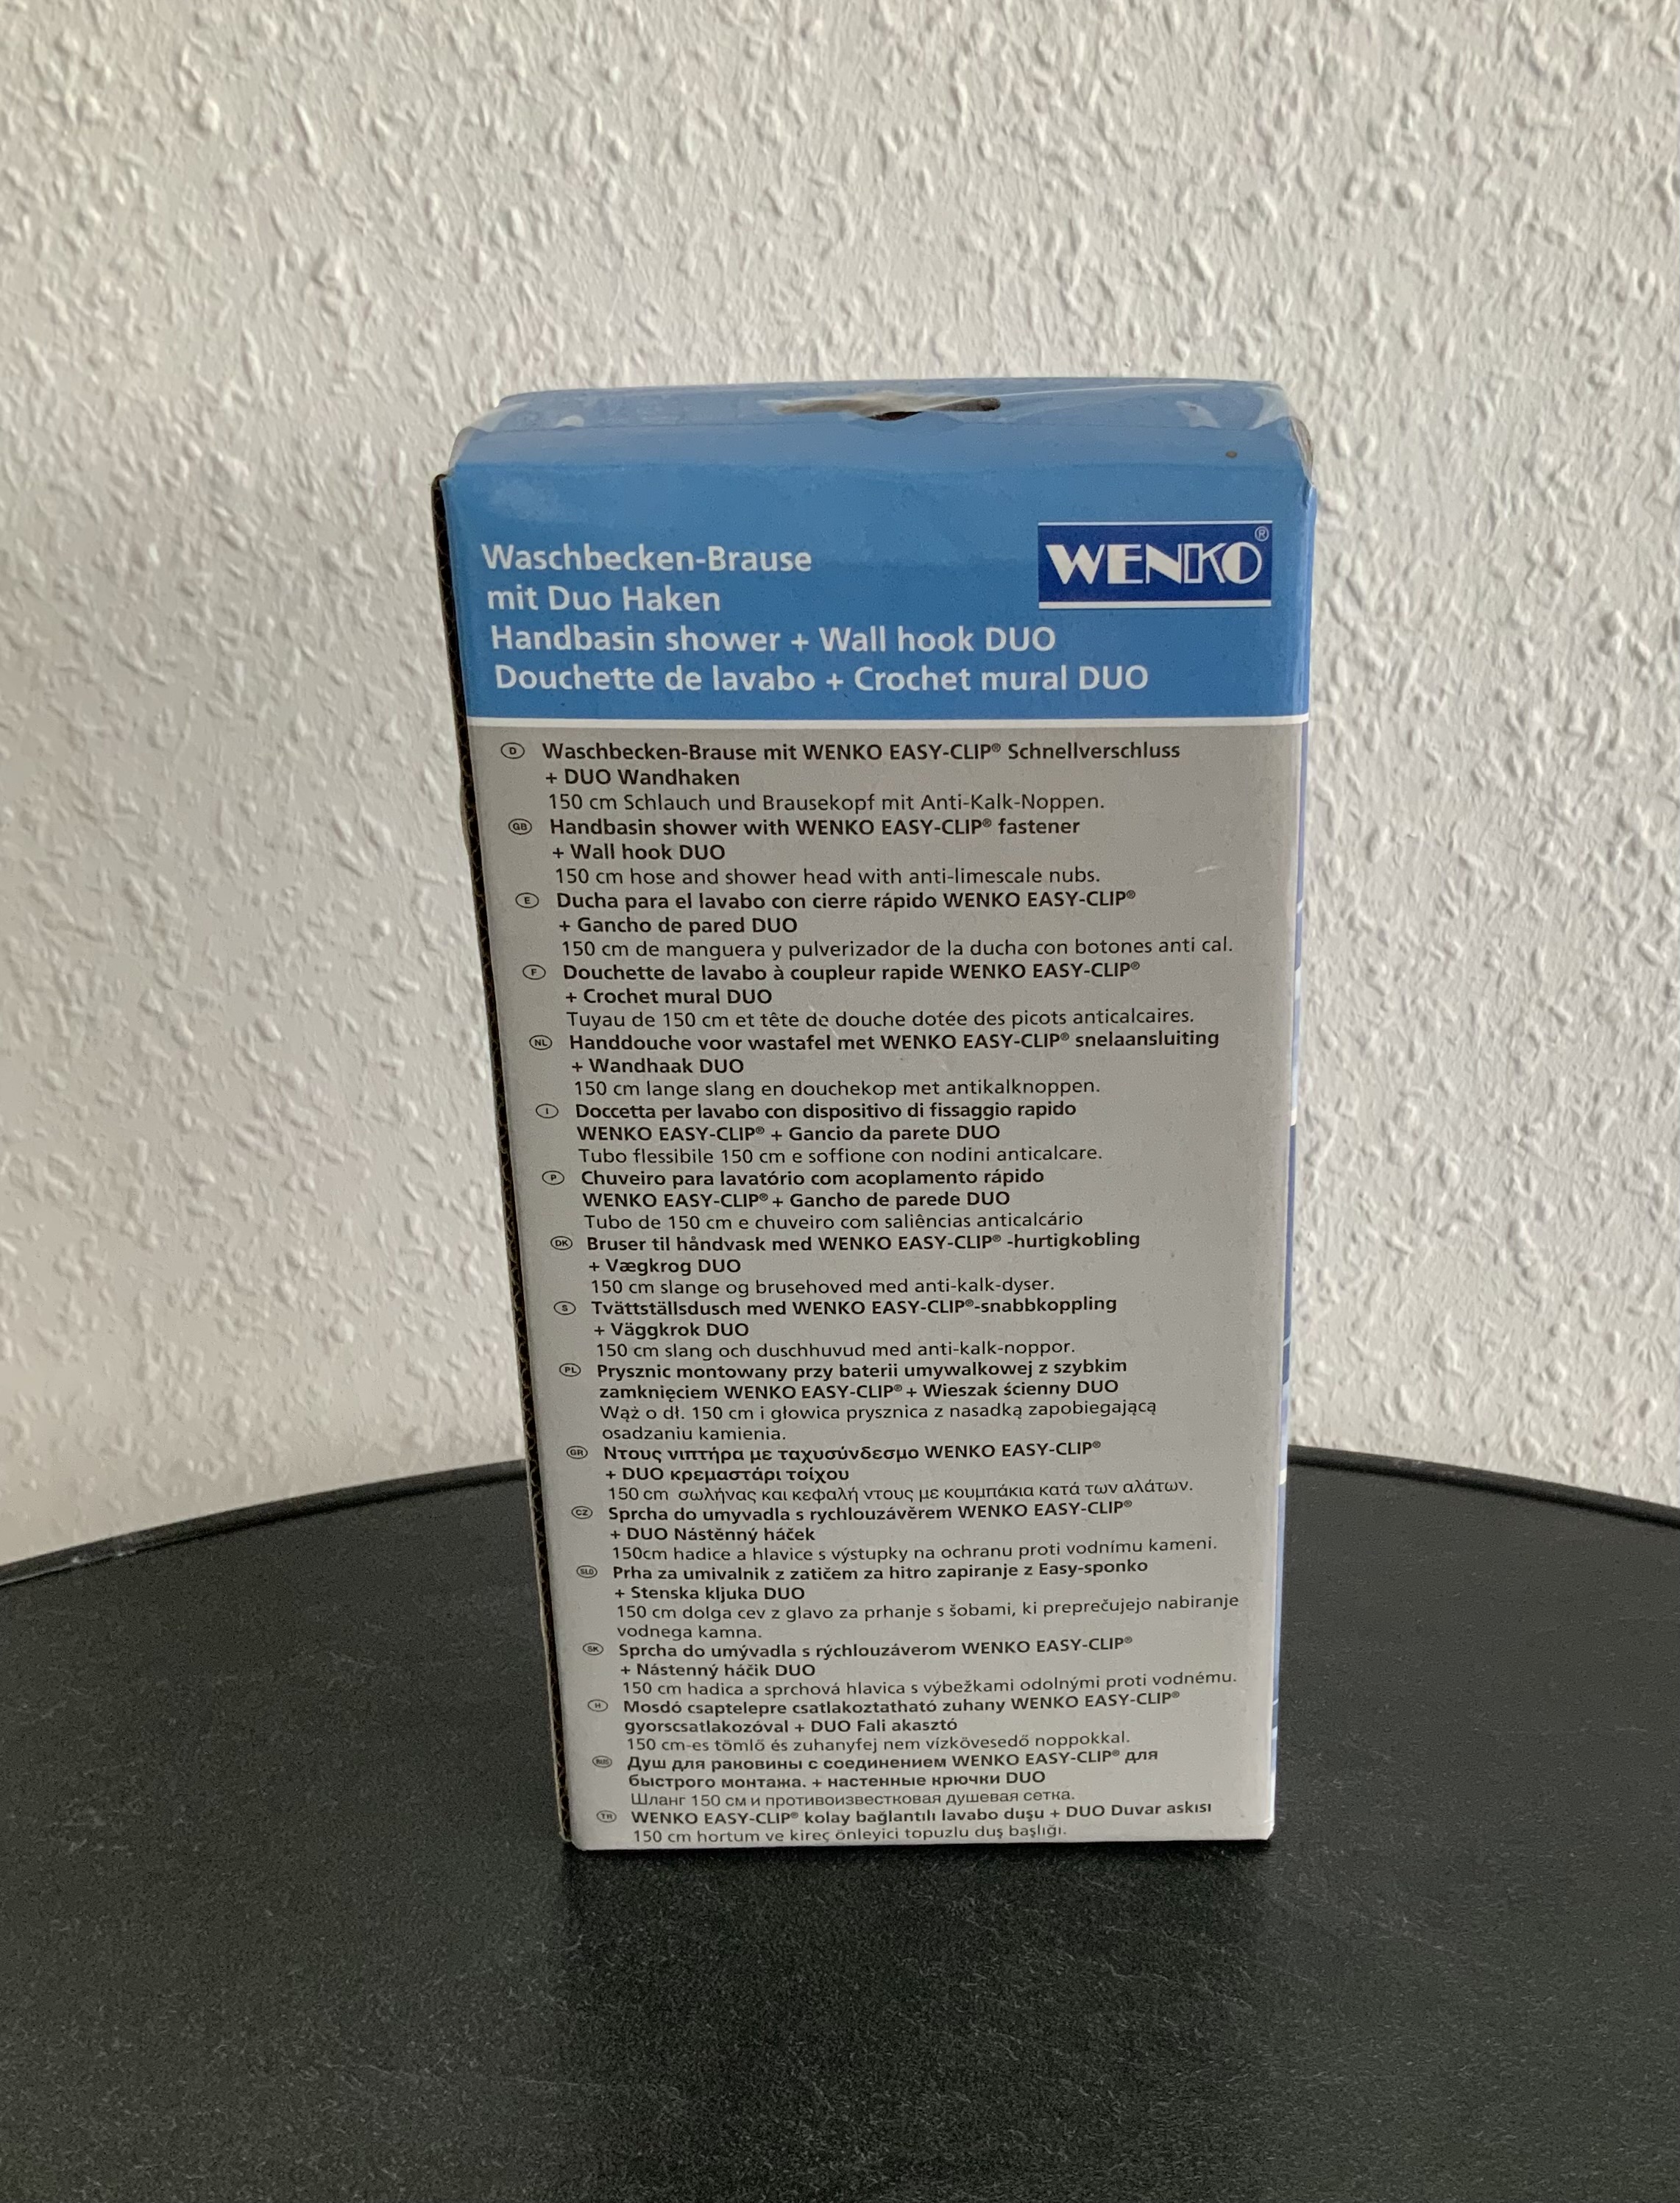 Waschbecken-Brause
mit Duo Haken
WENKO®
Handbasin shower + Wall hook DUO
Douchette de lavabo + Crochet mural DUO
D Waschbecken-Brause mit WENKO EASY-CLIP® Schnellverschluss
+ DUO Wandhaken
150 cm Schlauch und Brausekopf mit Anti-Kalk-Noppen.
GB Handbasin shower with WENKO EASY-CLIP® fastener
+ Wall hook DUO
150 cm hose and shower head with anti-limescale nubs.
E Ducha para el lavabo con cierre rápido WENKO EASY-CLIP®
+ Gancho de pared DUO
150 cm de manguera y pulverizador de la ducha con botones anti cal.
F Douchette de lavabo à coupleur rapide WENKO EASY-CLIP®
+ Crochet mural DUO
Tuyau de 150 cm et tête de douche dotée des picots anticalcaires.
NL Handdouche voor wastafel met WENKO EASY-CLIP® snelaansluiting
+ Wandhaak DUO
150 cm lange slang en douchekop met antikalknoppen.
I Doccetta per lavabo con dispositivo di fissaggio rapido
WENKO EASY-CLIP® + Gancio da parete DUO
Tubo flessibile 150 cm e soffione con nodini anticalcare.
P Chuveiro para lavatório com acoplamento rápido
WENKO EASY-CLIP® + Gancho de parede DUO
Tubo de 150 cm e chuveiro com saliências anticalcário
DK Bruser til håndvask med WENKO EASY-CLIP® -hurtigkobling
+ Vægkrog DUO
150 cm slange og brusehoved med anti-kalk-dyser.
S Tvättställsdusch med WENKO EASY-CLIP®-snabbkoppling
+ Väggkrok DUO
150 cm slang och duschhuvud med anti-kalk-noppor.
PL Prysznic montowany przy baterii umywalkowej z szybkim
zamknięciem WENKO EASY-CLIP® + Wieszak ścienny DUO
Wąż o dł. 150 cm i głowica prysznica z nasadką zapobiegającą
osadzaniu kamienia.
GR Ντους νιπτήρα με ταχυσύνδεσμο WENKO EASY-CLIP®
+ DUO κρεμαστάρι τοίχου
150 cm σωλήνας και κεφαλή ντους με κουμπάκια κατά των αλάτων.
CZ Sprcha do umyvadla s rychlouzávěrem WENKO EASY-CLIP®
+ DUO Nástěnný háček
150cm hadice a hlavice s výstupky na ochranu proti vodnímu kameni.
SLO Prha za umivalnik z zatičem za hitro zapiranje z Easy-sponko
+ Stenska kljuka DUO
150 cm dolga cev z glavo za prhanje s šobami, ki preprečujejo nabiranje
vodnega kamna.
SK Sprcha do umývadla s rýchlouzáverom WENKO EASY-CLIP®
+ Nástenný háčik DUO
150 cm hadica a sprchová hlavica s výbežkami odolnými proti vodnému.
H Mosdó csaptelepre csatlakoztatható zuhany WENKO EASY-CLIP®
gyorscsatlakozóval + DUO Fali akasztó
150 cm-es tömlő és zuhanyfej nem vízkövesedő noppokkal.
RUS Душ для раковины с соединением WENKO EASY-CLIP® для
быстрого монтажа. + настенные крючки DUO
Шланг 150 см и противоизвестковая душевая сетка.
TR WENKO EASY-CLIP® kolay bağlantılı lavabo duşu + DUO Duvar askısı
150 cm hortum ve kireç önleyici topuzlu duş başlığı.